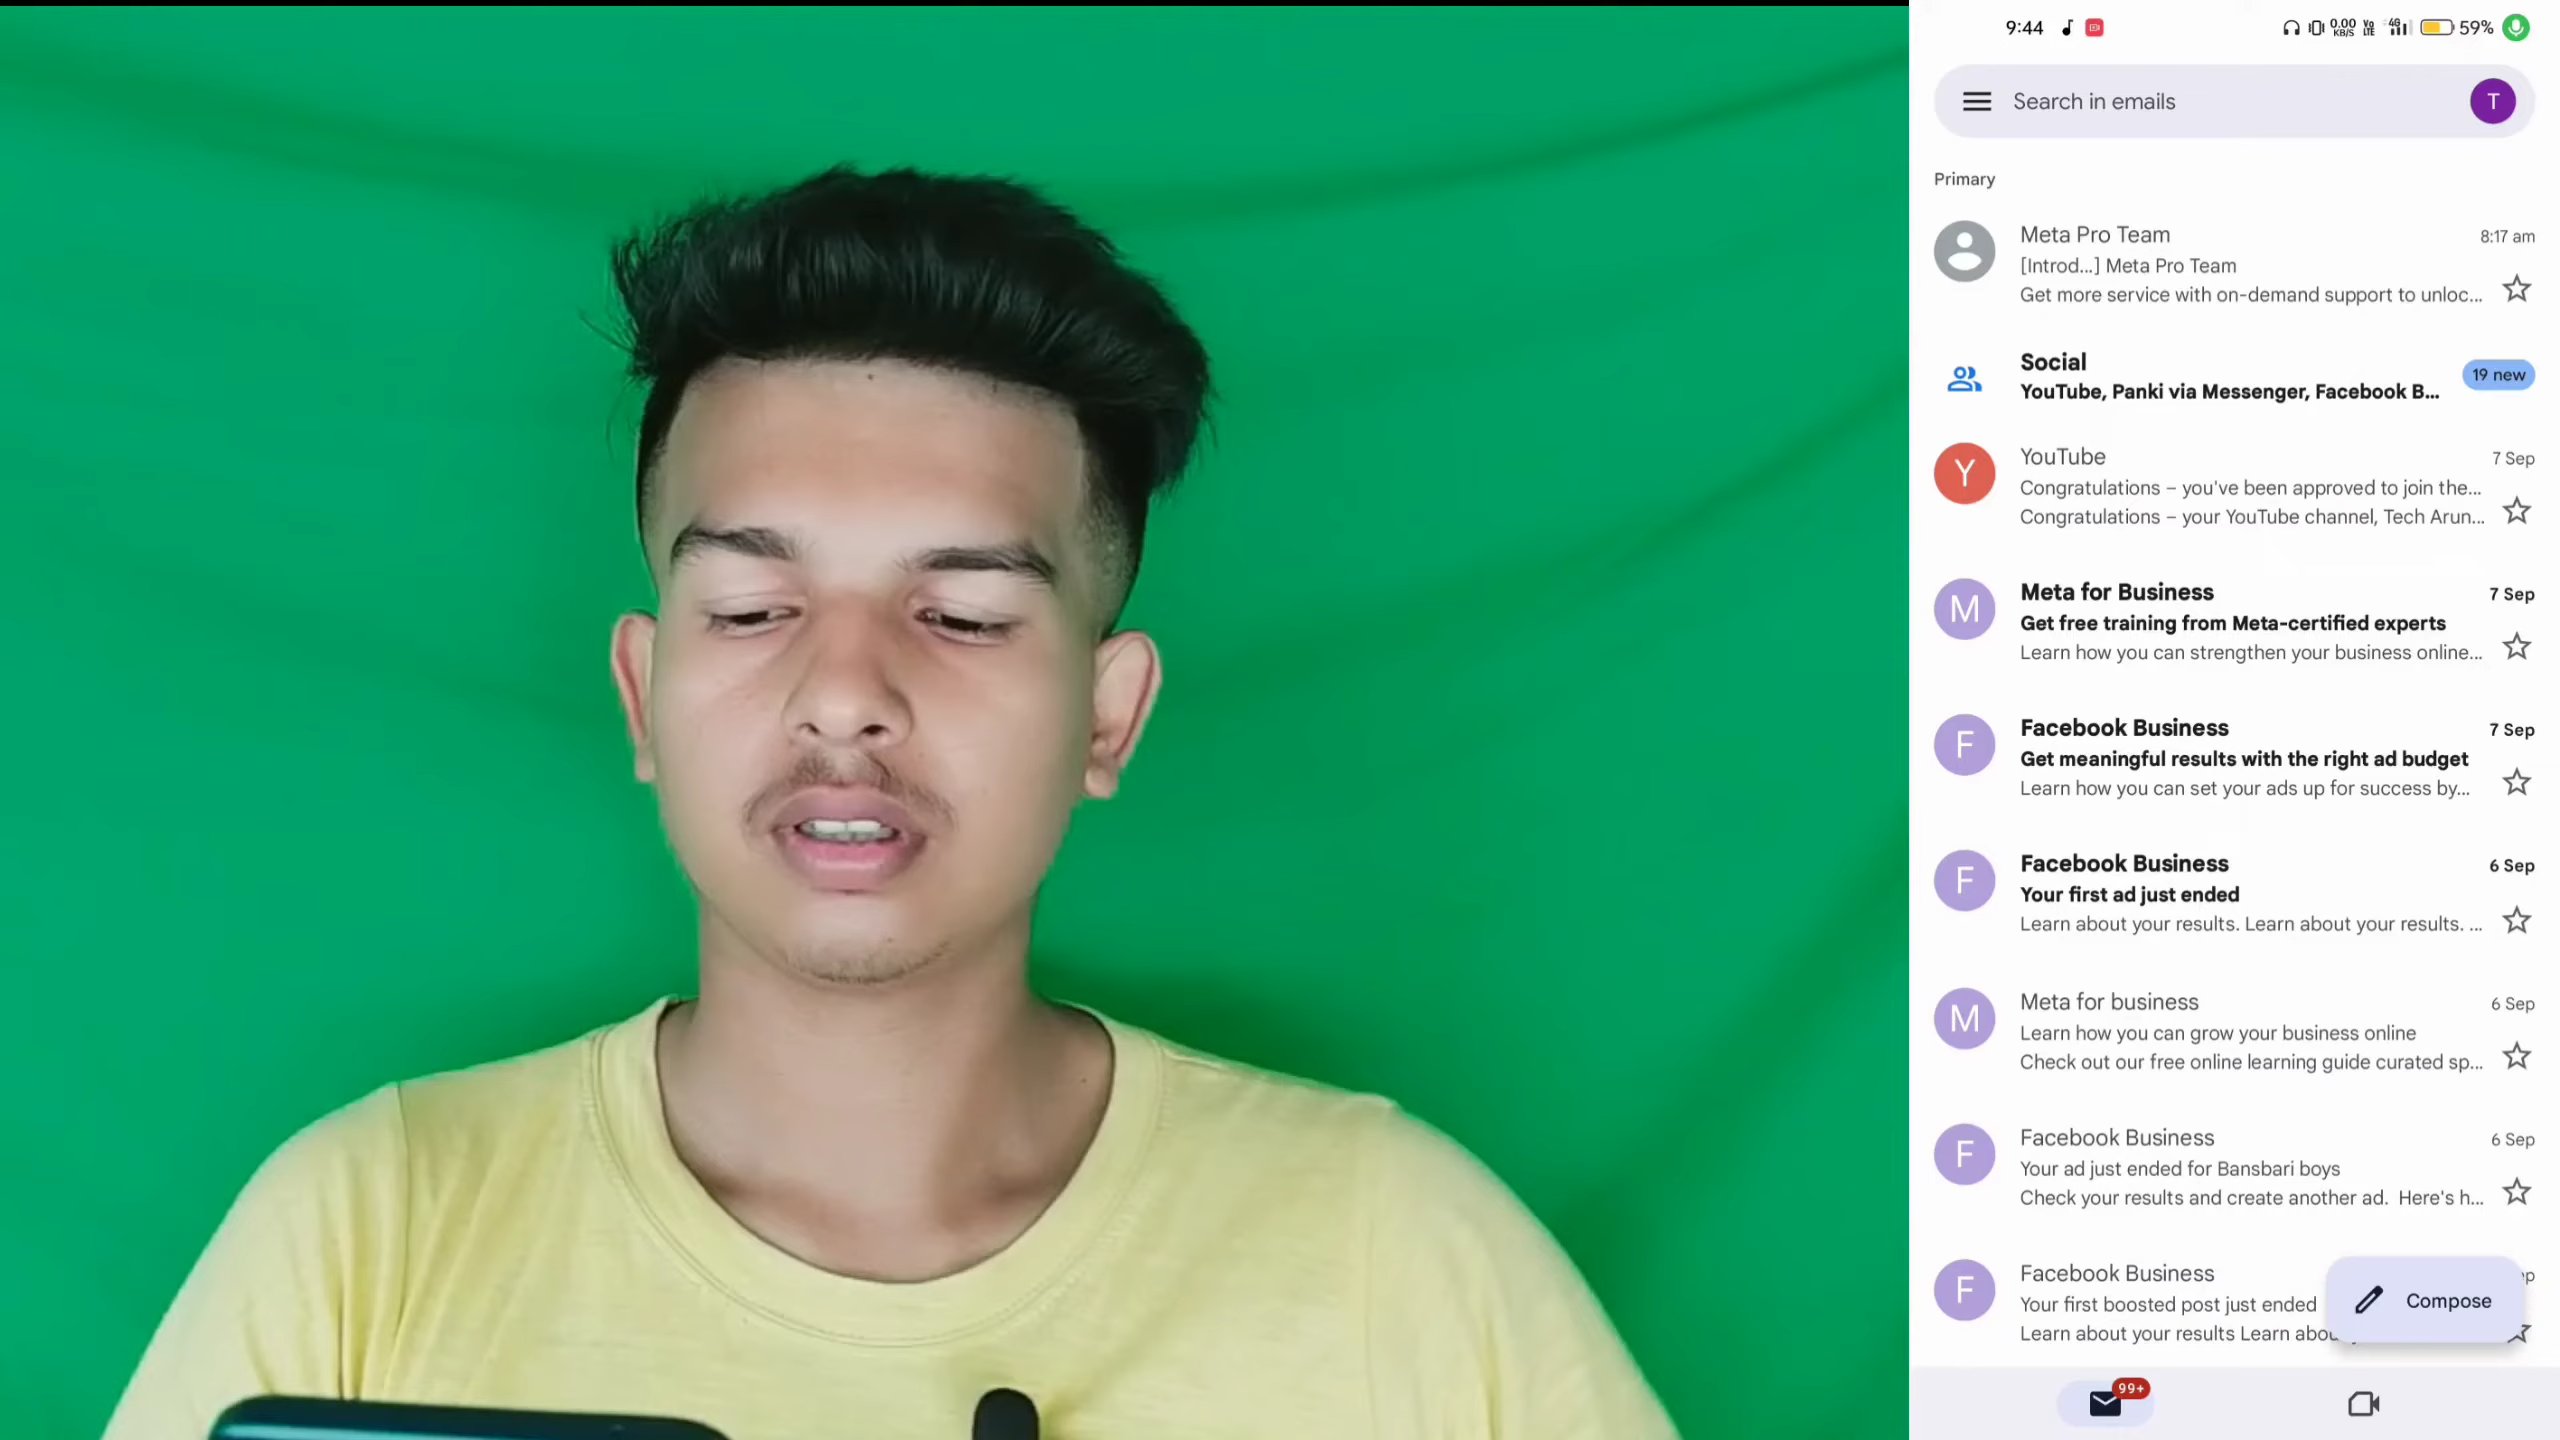 9:44
0.00 KB/S Vo LTE 4G 59%
Search in emails
T
Primary
Meta Pro Team 8:17 am
[Introd...] Meta Pro Team
Get more service with on-demand support to unloc...
Social
19 new
YouTube, Panki via Messenger, Facebook B...
Y
YouTube 7 Sep
Congratulations – you've been approved to join the...
Congratulations – your YouTube channel, Tech Arun...
M
Meta for Business 7 Sep
Get free training from Meta-certified experts
Learn how you can strengthen your business online...
F
Facebook Business 7 Sep
Get meaningful results with the right ad budget
Learn how you can set your ads up for success by...
F
Facebook Business 6 Sep
Your first ad just ended
Learn about your results. Learn about your results. ...
M
Meta for business 6 Sep
Learn how you can grow your business online
Check out our free online learning guide curated sp...
F
Facebook Business 6 Sep
Your ad just ended for Bansbari boys
Check your results and create another ad. Here's h...
F
Facebook Business
Your first boosted post just ended
Learn about your results Learn
Compose
99+